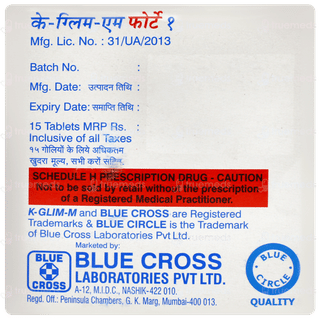 के-ग्लिम-एम फोर्टे १
Mfg. Lic. No. : 31/UA/2013
Batch No. :
Mfg. Date: उत्पादन तिथि :
Expiry Date: समाप्ति तिथि :
15 Tablets MRP Rs. :
Inclusive of all Taxes
१५ गोलियों के लिये अधिकतम
खुदरा मूल्य, सभी करों सहित
SCHEDULE H PRESCRIPTION DRUG - CAUTION
Not to be sold by retail without the prescription
of a Registered Medical Practitioner.
K-GLIM-M and BLUE CROSS are Registered
Trademarks & BLUE CIRCLE is the Trademark
of Blue Cross Laboratories Pvt Ltd.
Marketed by:
BLUE
CROSS
BLUE CROSS
LABORATORIES PVT LTD.
A-12, M.I.D.C., NASHIK-422 010.
Regd. Off.: Peninsula Chambers, G. K. Marg, Mumbai-400 013.
BLUE
CIRCLE
QUALITY